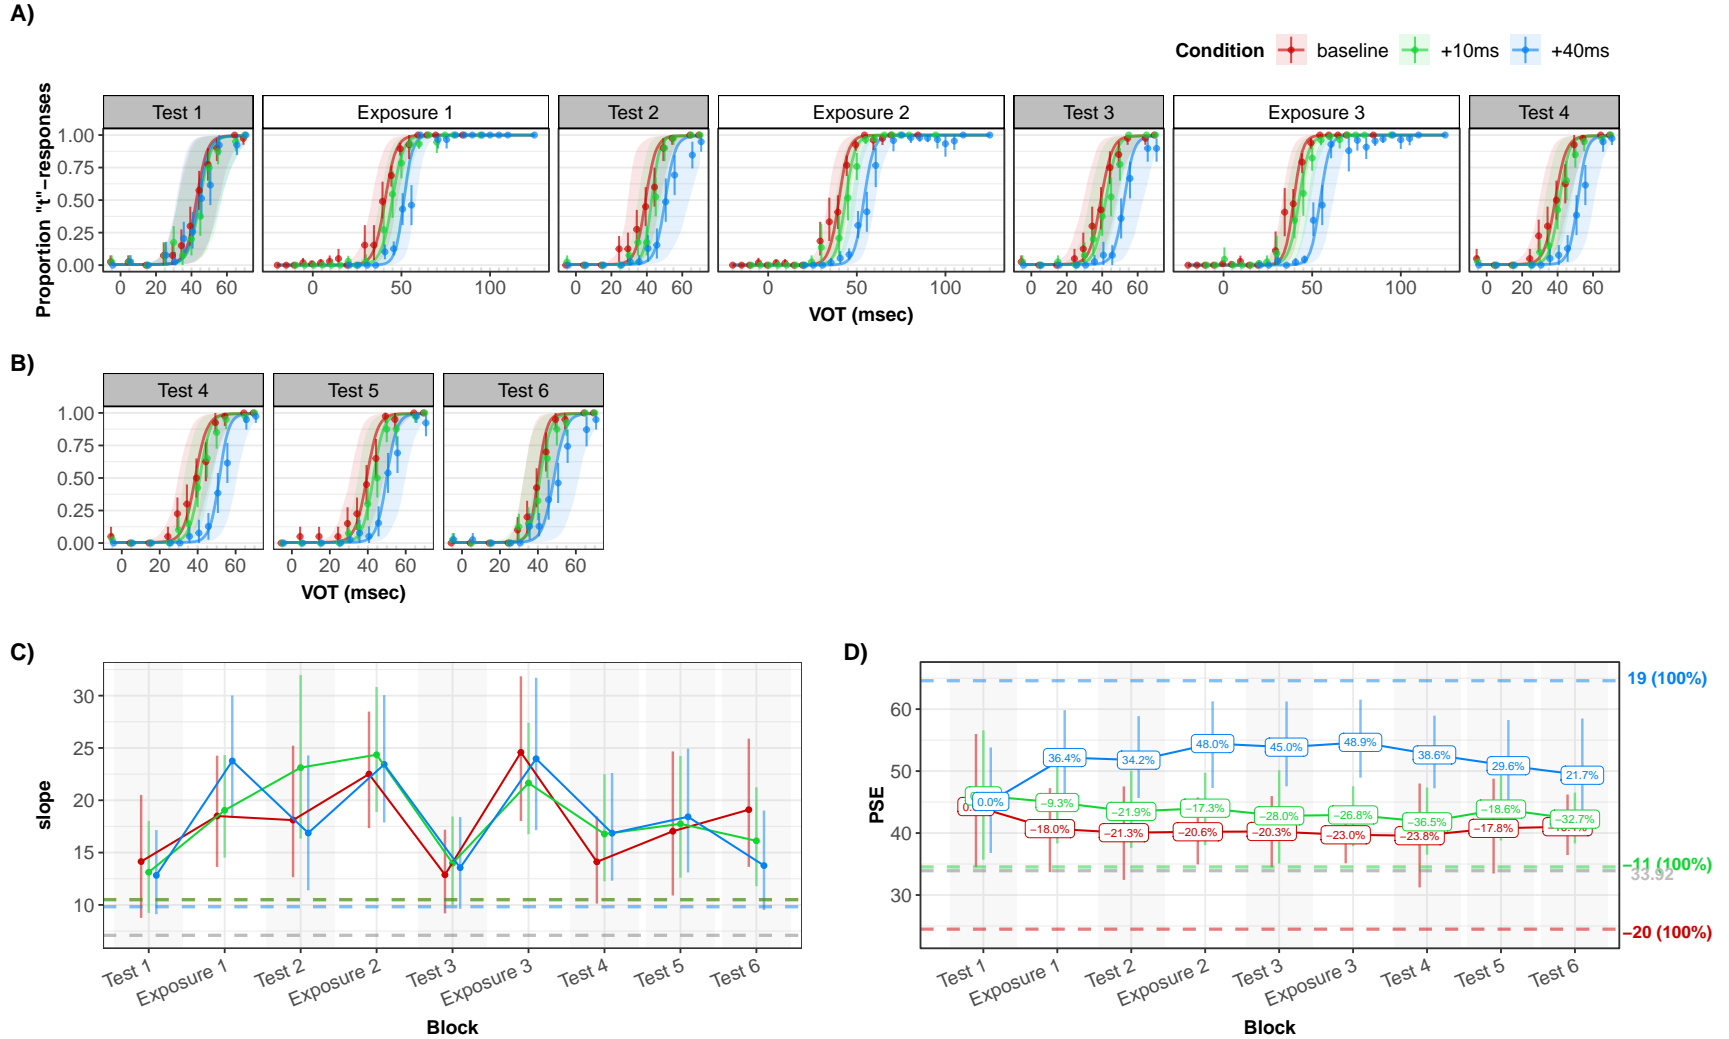 A)
Condition baseline +10ms +40ms
Test 1 Exposure 1 Test 2 Exposure 2 Test 3 Exposure 3 Test 4
Proportion "t"−responses
1.00
0.75
0.50
0.25
0.00
0 20 40 60 0 50 100 0 20 40 60 0 50 100 0 20 40 60 0 50 100 0 20 40 60
VOT (msec)
B)
Test 4 Test 5 Test 6
1.00
0.75
0.50
0.25
0.00
0 20 40 60 0 20 40 60 0 20 40 60
VOT (msec)
C)
slope
30
25
20
15
10
Test 1 Exposure 1 Test 2 Exposure 2 Test 3 Exposure 3 Test 4 Test 5 Test 6
Block
D)
PSE
60
50
40
30
19 (100%)
−11 (100%)
33.92
−20 (100%)
0.0% 36.4% 34.2% 48.0% 45.0% 48.9% 38.6% 29.6% 21.7%
−9.3% −21.9% −17.3% −28.0% −26.8% −36.5% −18.6% −32.7%
−18.0% −21.3% −20.6% −20.3% −23.0% −23.8% −17.8%
Test 1 Exposure 1 Test 2 Exposure 2 Test 3 Exposure 3 Test 4 Test 5 Test 6
Block